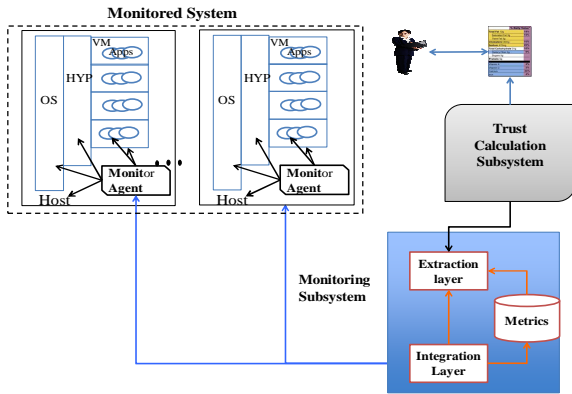 Monitored System
VM
Apps
HYP
OS
Monitor
Agent
Host
VM
Apps
HYP
OS
Monitor
Agent
Host
Trust
Calculation
Subsystem
Monitoring
Subsystem
Extraction
layer
Metrics
Integration
Layer